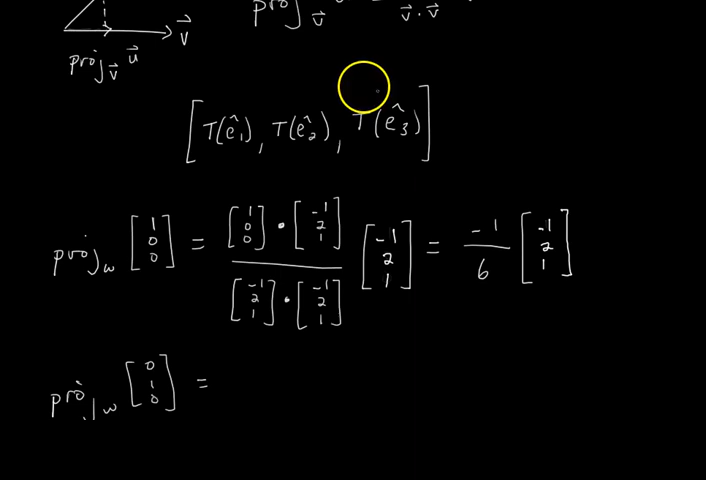 proj_v⃗ v⃗ · v⃗
v⃗
proj_v⃗ u⃗
[T(ê₁), T(ê₂), T(ê₃)]
proj_w [1 0 0] = ([1 0 0] · [-1 2 1]) / ([-1 2 1] · [-1 2 1]) [-1 2 1] = -1/6 [-1 2 1]
proj_w [0 1 0] =